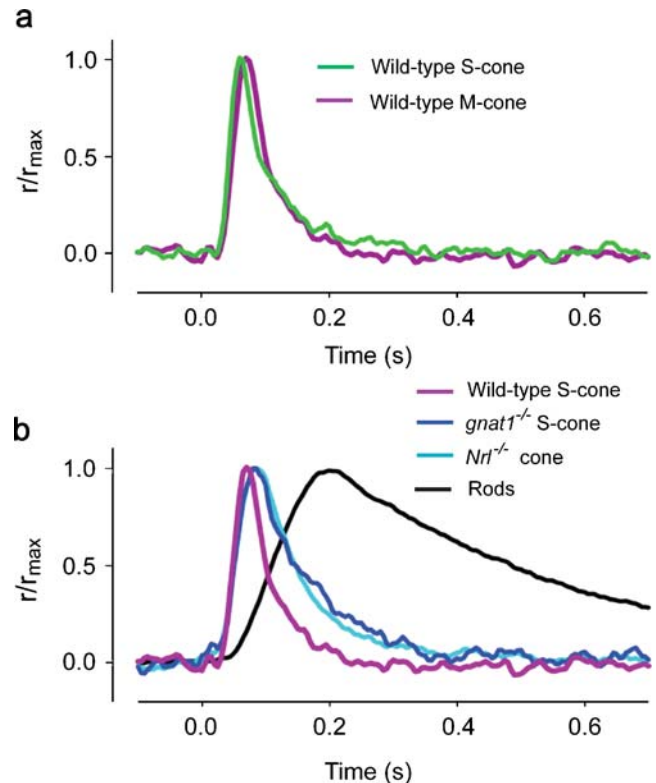 a
Wild-type S-cone
Wild-type M-cone
r/rmax
1.0
0.5
0.0
0.0 0.2 0.4 0.6
Time (s)
b
Wild-type S-cone
gnat1-/- S-cone
Nrl-/- cone
Rods
r/rmax
1.0
0.5
0.0
0.0 0.2 0.4 0.6
Time (s)